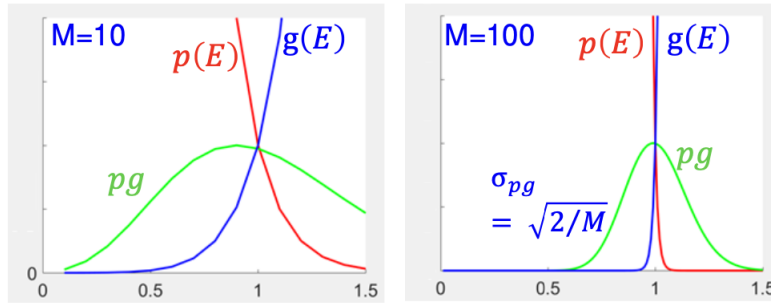 M=10
p(E)
g(E)
pg
0
0 0.5 1 1.5
M=100
p(E)
g(E)
pg
σ_pg
= √2/M
0 0.5 1 1.5